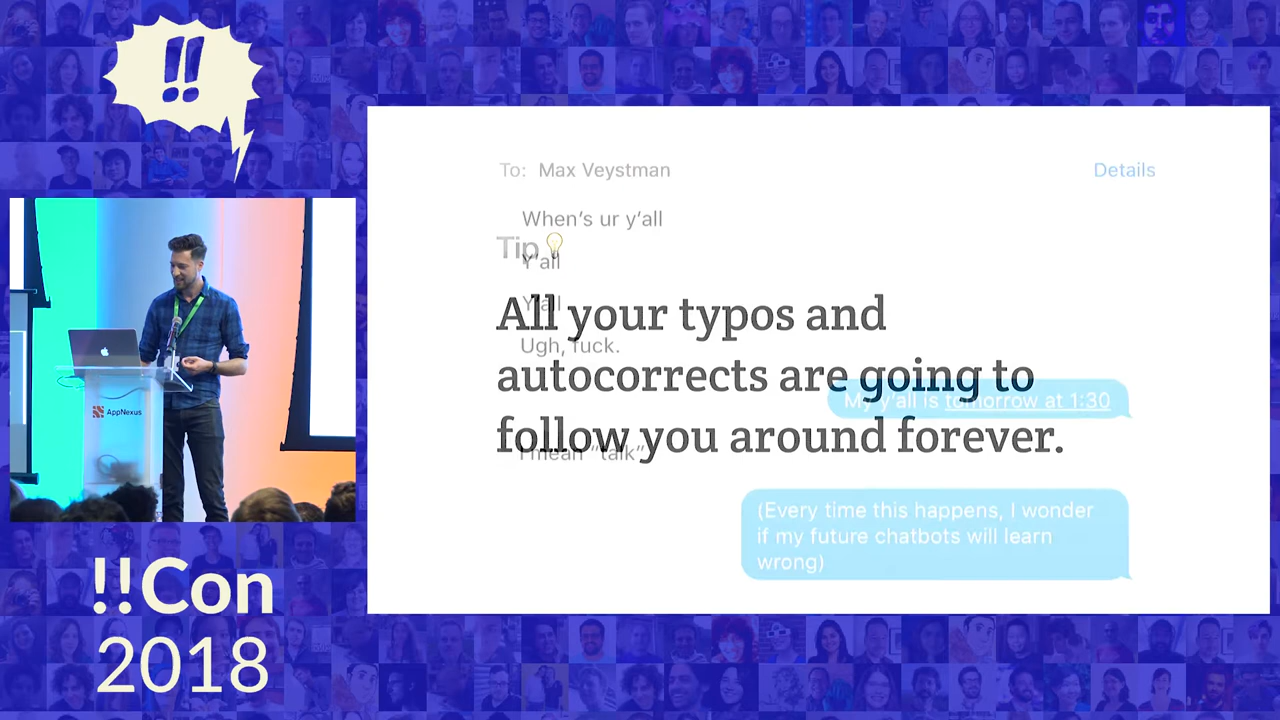 !!
To: Max Veystman
Details
When's ur y'all
Tip
Y'all
Y'all
All your typos and
Ugh, fuck.
autocorrects are going to
My y'all is tomorrow at 1:30
follow you around forever.
I mean "talk"
(Every time this happens, I wonder
if my future chatbots will learn
wrong)
AppNexus
!!Con
2018